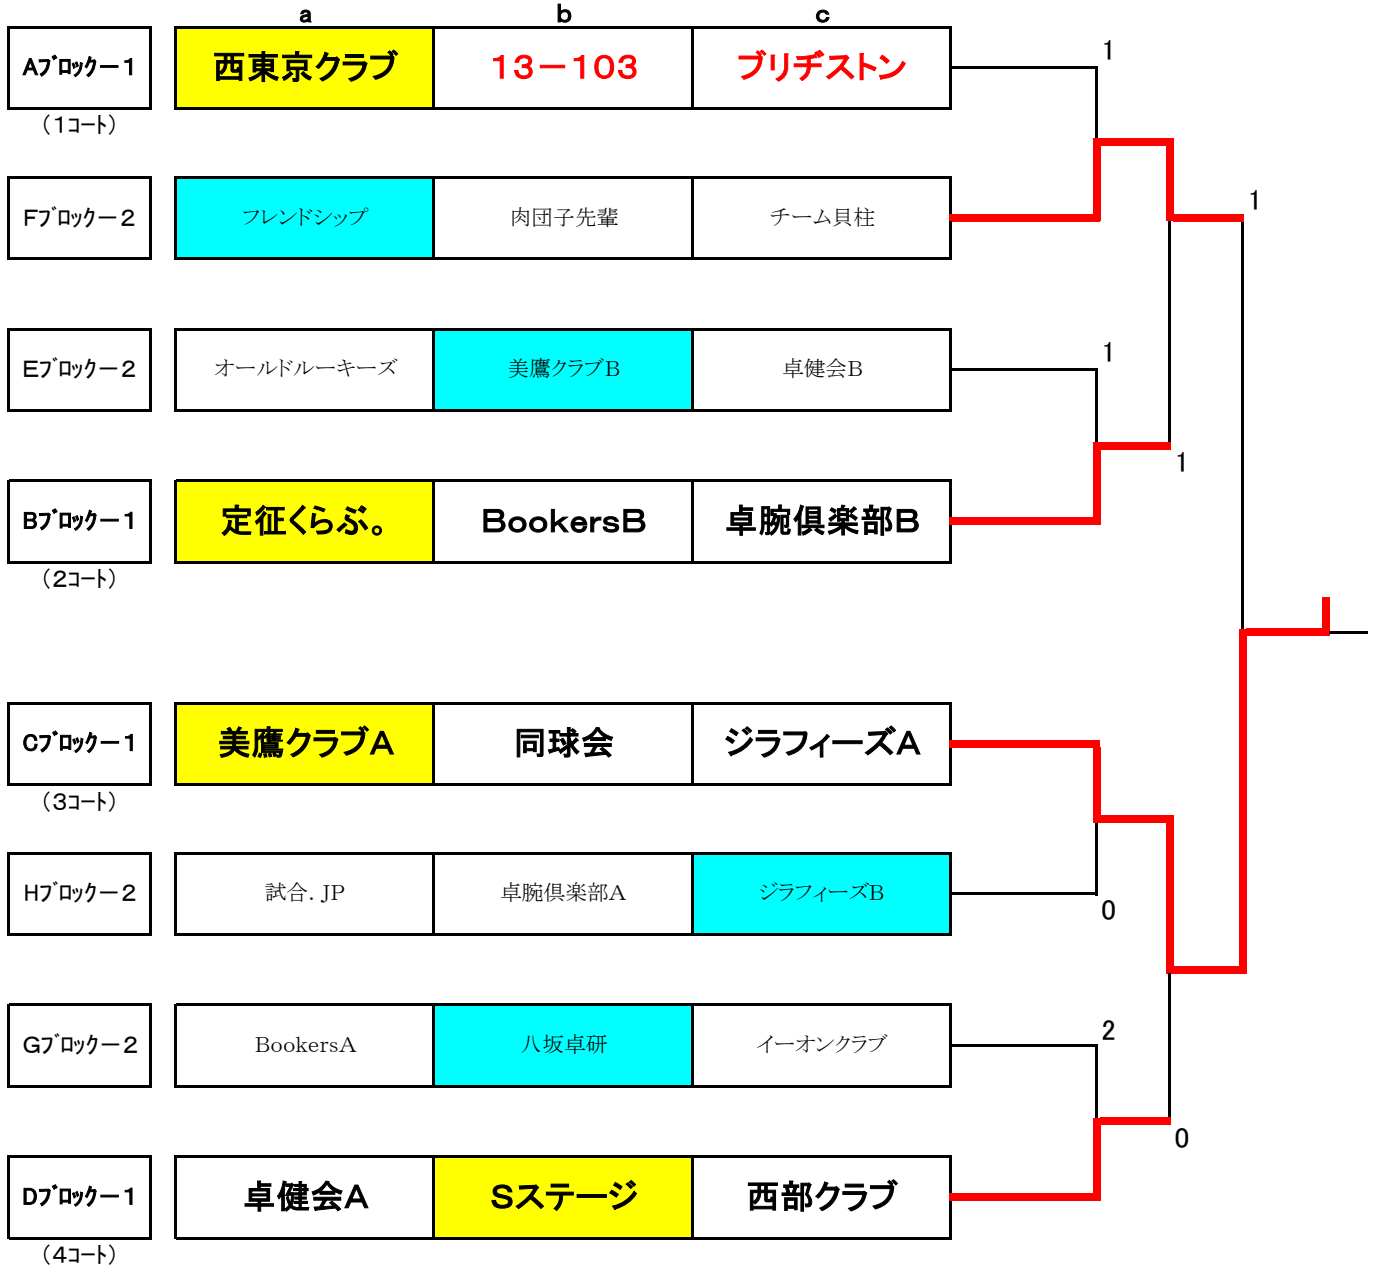 a b c
Aブロックー1 西東京クラブ 13－103 ブリヂストン 1
（1コート）
Fブロックー2 フレンドシップ 肉団子先輩 チーム貝柱 1
Eブロックー2 オールドルーキーズ 美鷹クラブB 卓健会B 1
1
Bブロックー1 定征くらぶ。 BookersB 卓腕倶楽部B
（2コート）
Cブロックー1 美鷹クラブA 同球会 ジラフィーズA
（3コート）
Hブロックー2 試合．JP 卓腕倶楽部A ジラフィーズB 0
Gブロックー2 BookersA 八坂卓研 イーオンクラブ 2
0
Dブロックー1 卓健会A Sステージ 西部クラブ
（4コート）